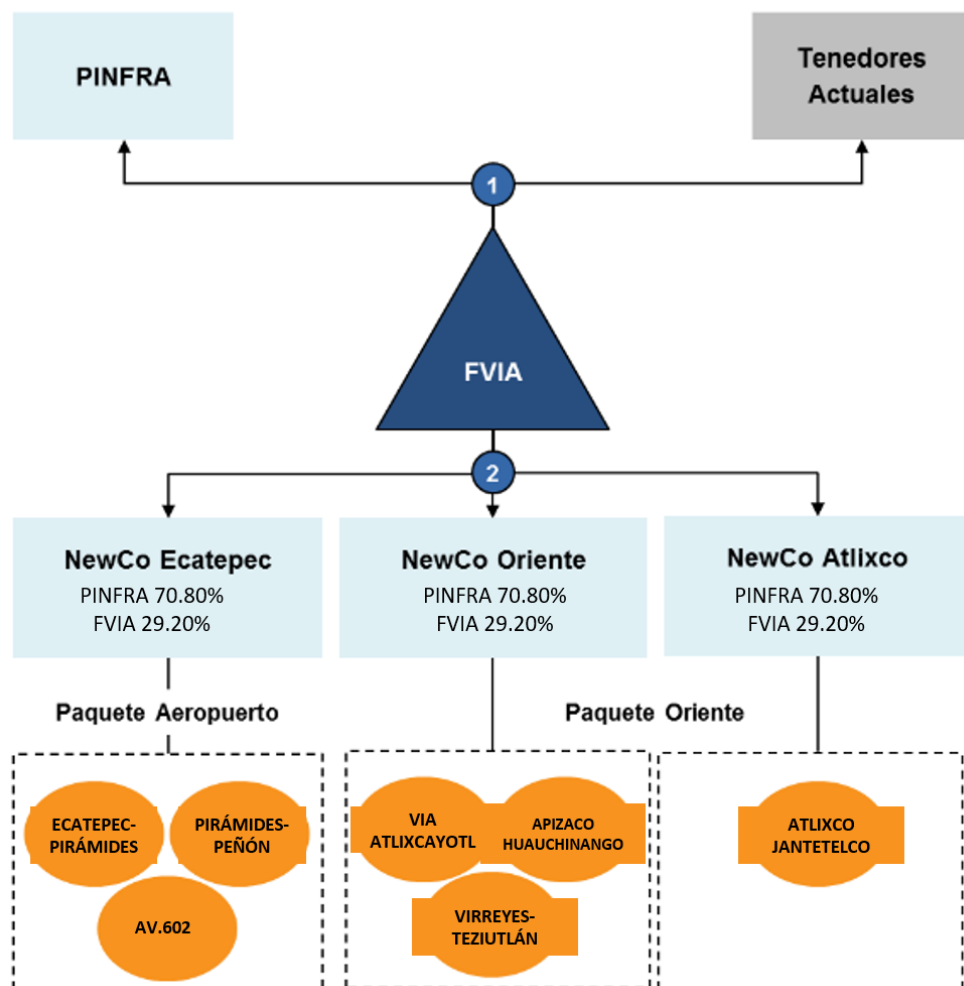 PINFRA
Tenedores
Actuales
1
FVIA
2
NewCo Ecatepec
PINFRA 70.80%
FVIA 29.20%
NewCo Oriente
PINFRA 70.80%
FVIA 29.20%
NewCo Atlixco
PINFRA 70.80%
FVIA 29.20%
Paquete Aeropuerto
Paquete Oriente
ECATEPEC-
PIRÁMIDES
PIRÁMIDES-
PEÑÓN
AV.602
VIA
ATLIXCAYOTL
APIZACO
HUAUCHINANGO
VIRREYES-
TEZIUTLÁN
ATLIXCO
JANTETELCO